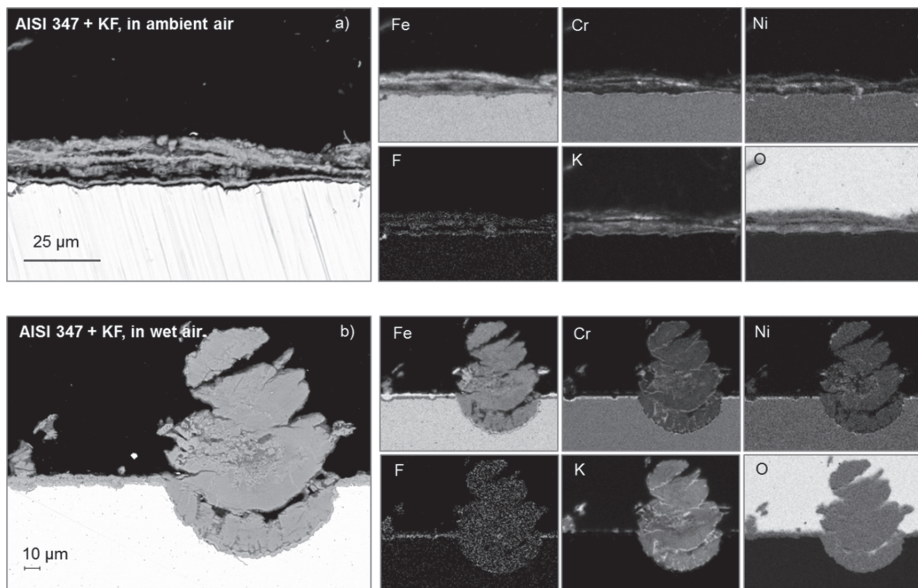 AISI 347 + KF, in ambient air
a)
25 µm
Fe
Cr
Ni
F
K
O
AISI 347 + KF, in wet air
b)
10 µm
Fe
Cr
Ni
F
K
O